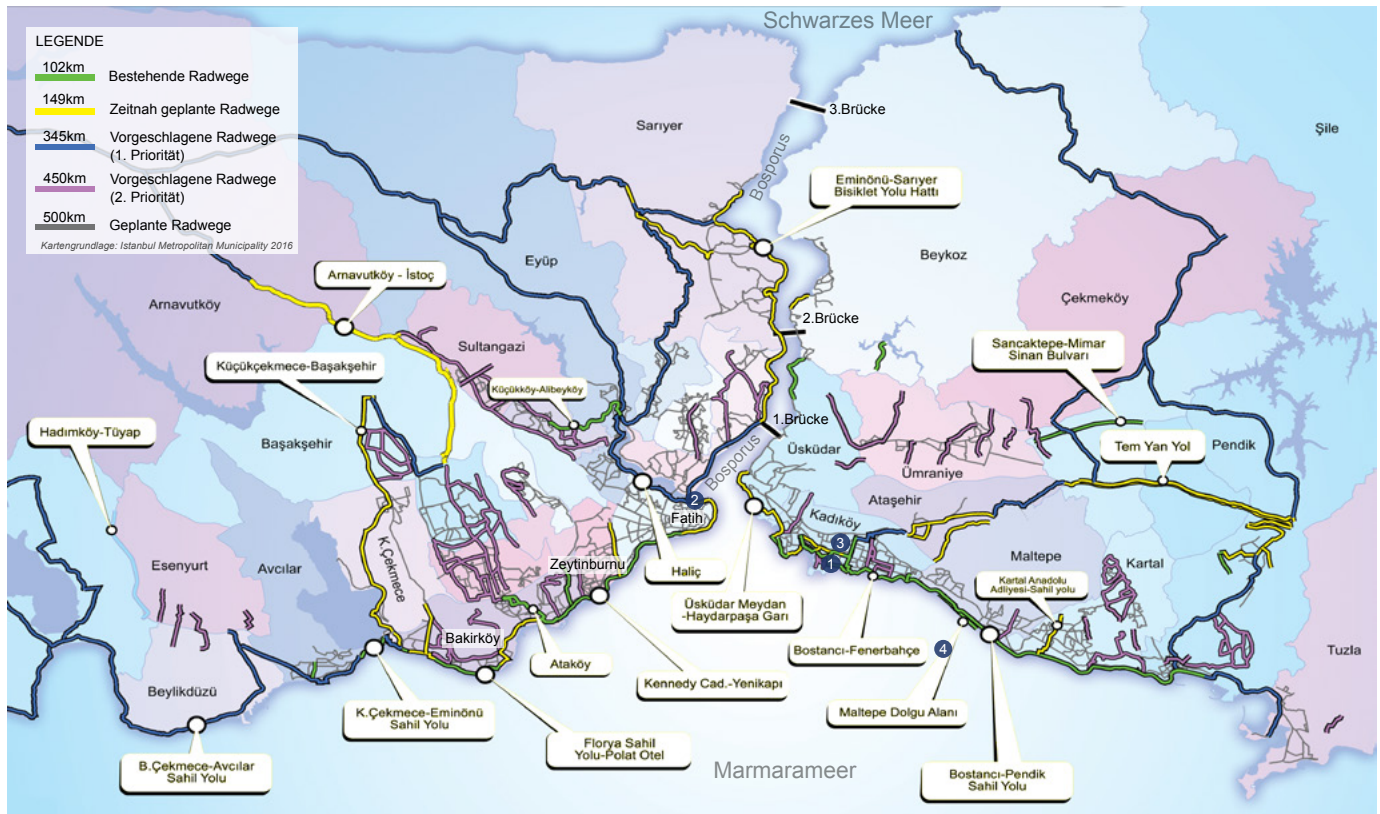 Schwarzes Meer
LEGENDE
102km
Bestehende Radwege
149km
Zeitnah geplante Radwege
345km
Vorgeschlagene Radwege
(1. Priorität)
450km
Vorgeschlagene Radwege
(2. Priorität)
500km
Geplante Radwege
Kartengrundlage: Istanbul Metropolitan Municipality 2016
3.Brücke
Sarıyer
Şile
Bosporus
Eminönü-Sarıyer
Bisiklet Yolu Hattı
Eyüp
Beykoz
Arnavutköy - İstoç
Arnavutköy
Çekmeköy
2.Brücke
Sultangazi
Sancaktepe-Mimar
Sinan Bulvarı
Küçükçekmece-Başakşehir
Küçükköy-Alibeyköy
1.Brücke
Hadımköy-Tüyap
Başakşehir
Üsküdar
Pendik
Tem Yan Yol
Bosporus
Ümraniye
Ataşehir
2
Fatih
Kadıköy
3
Maltepe
Kartal
Esenyurt
Avcılar
K.Çekmece
Zeytinburnu
Haliç
1
Kartal Anadolu
Adliyesi-Sahil yolu
Üsküdar Meydan
-Haydarpaşa Garı
Bakirköy
Ataköy
Bostancı-Fenerbahçe
4
Tuzla
Kennedy Cad.-Yenikapı
Beylikdüzü
K.Çekmece-Eminönü
Sahil Yolu
Maltepe Dolgu Alanı
Florya Sahil
Yolu-Polat Otel
B.Çekmece-Avcılar
Sahil Yolu
Marmarameer
Bostancı-Pendik
Sahil Yolu